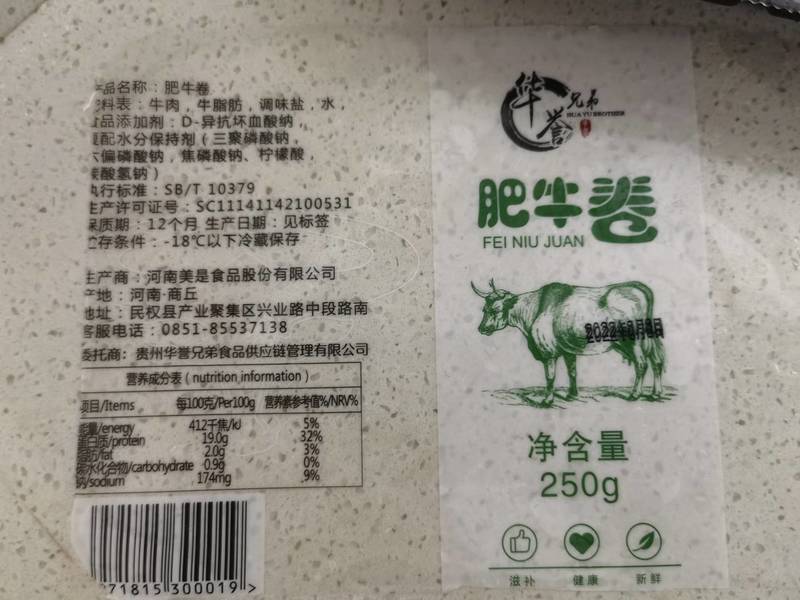 品名称：肥牛卷
料表：牛肉，牛脂肪，调味盐，水，
品添加剂：D-异抗坏血酸纳，
配水分保持剂（三聚磷酸钠，
六偏磷酸钠，焦磷酸钠、柠檬酸，
碳酸氢钠）
执行标准：SB/T 10379
生产许可证号：SC11141142100531
保质期：12个月 生产日期：见标签
贮存条件：-18℃以下冷藏保存
生产商：河南美是食品股份有限公司
产地：河南·商丘
地址：民权县产业聚集区兴业路中段路南
客服电话：0851-85537138
委托商：贵州华誉兄弟食品供应链管理有限公司
营养成分表（nutrition information）
项目/Items 每100克/Per100g 营养素参考值%/NRV%
能量/energy 412千焦/kJ 5%
蛋白质/protein 19.0g 32%
脂肪/fat 2.0g 3%
碳水化合物/carbohydrate 0.9g 0%
钠/sodium 174mg 9%
71815 300019 >
华誉兄弟
HUA YU BROTHER
肥牛卷
FEI NIU JUAN
净含量
250g
滋补 健康 新鲜